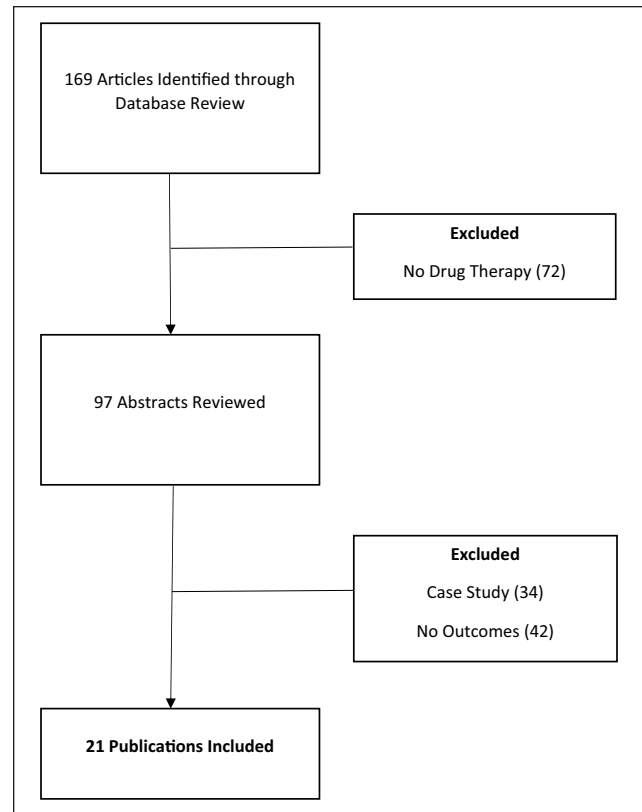 169 Articles Identified through
Database Review
Excluded
No Drug Therapy (72)
97 Abstracts Reviewed
Excluded
Case Study (34)
No Outcomes (42)
21 Publications Included